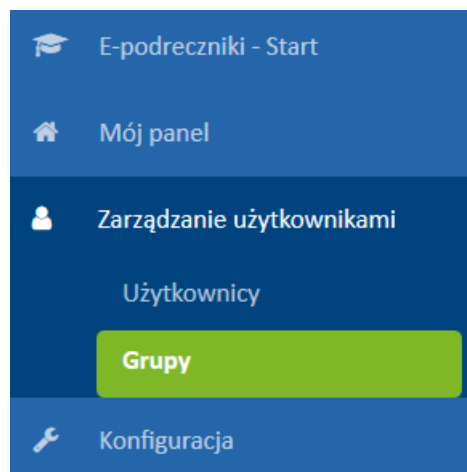 E-podreczniki - Start
Mój panel
Zarządzanie użytkownikami
Użytkownicy
Grupy
Konfiguracja